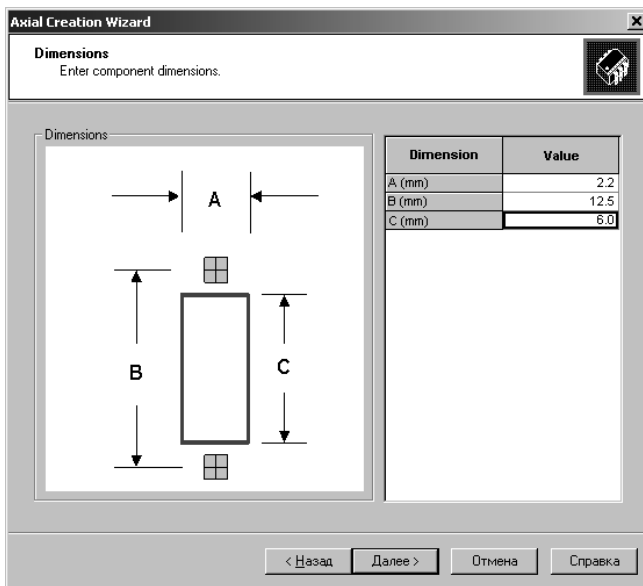 Axial Creation Wizard
Dimensions
Enter component dimensions.
Dimensions
A
B
C
Dimension Value
A (mm) 2.2
B (mm) 12.5
C (mm) 6.0
< Назад Далее > Отмена Справка